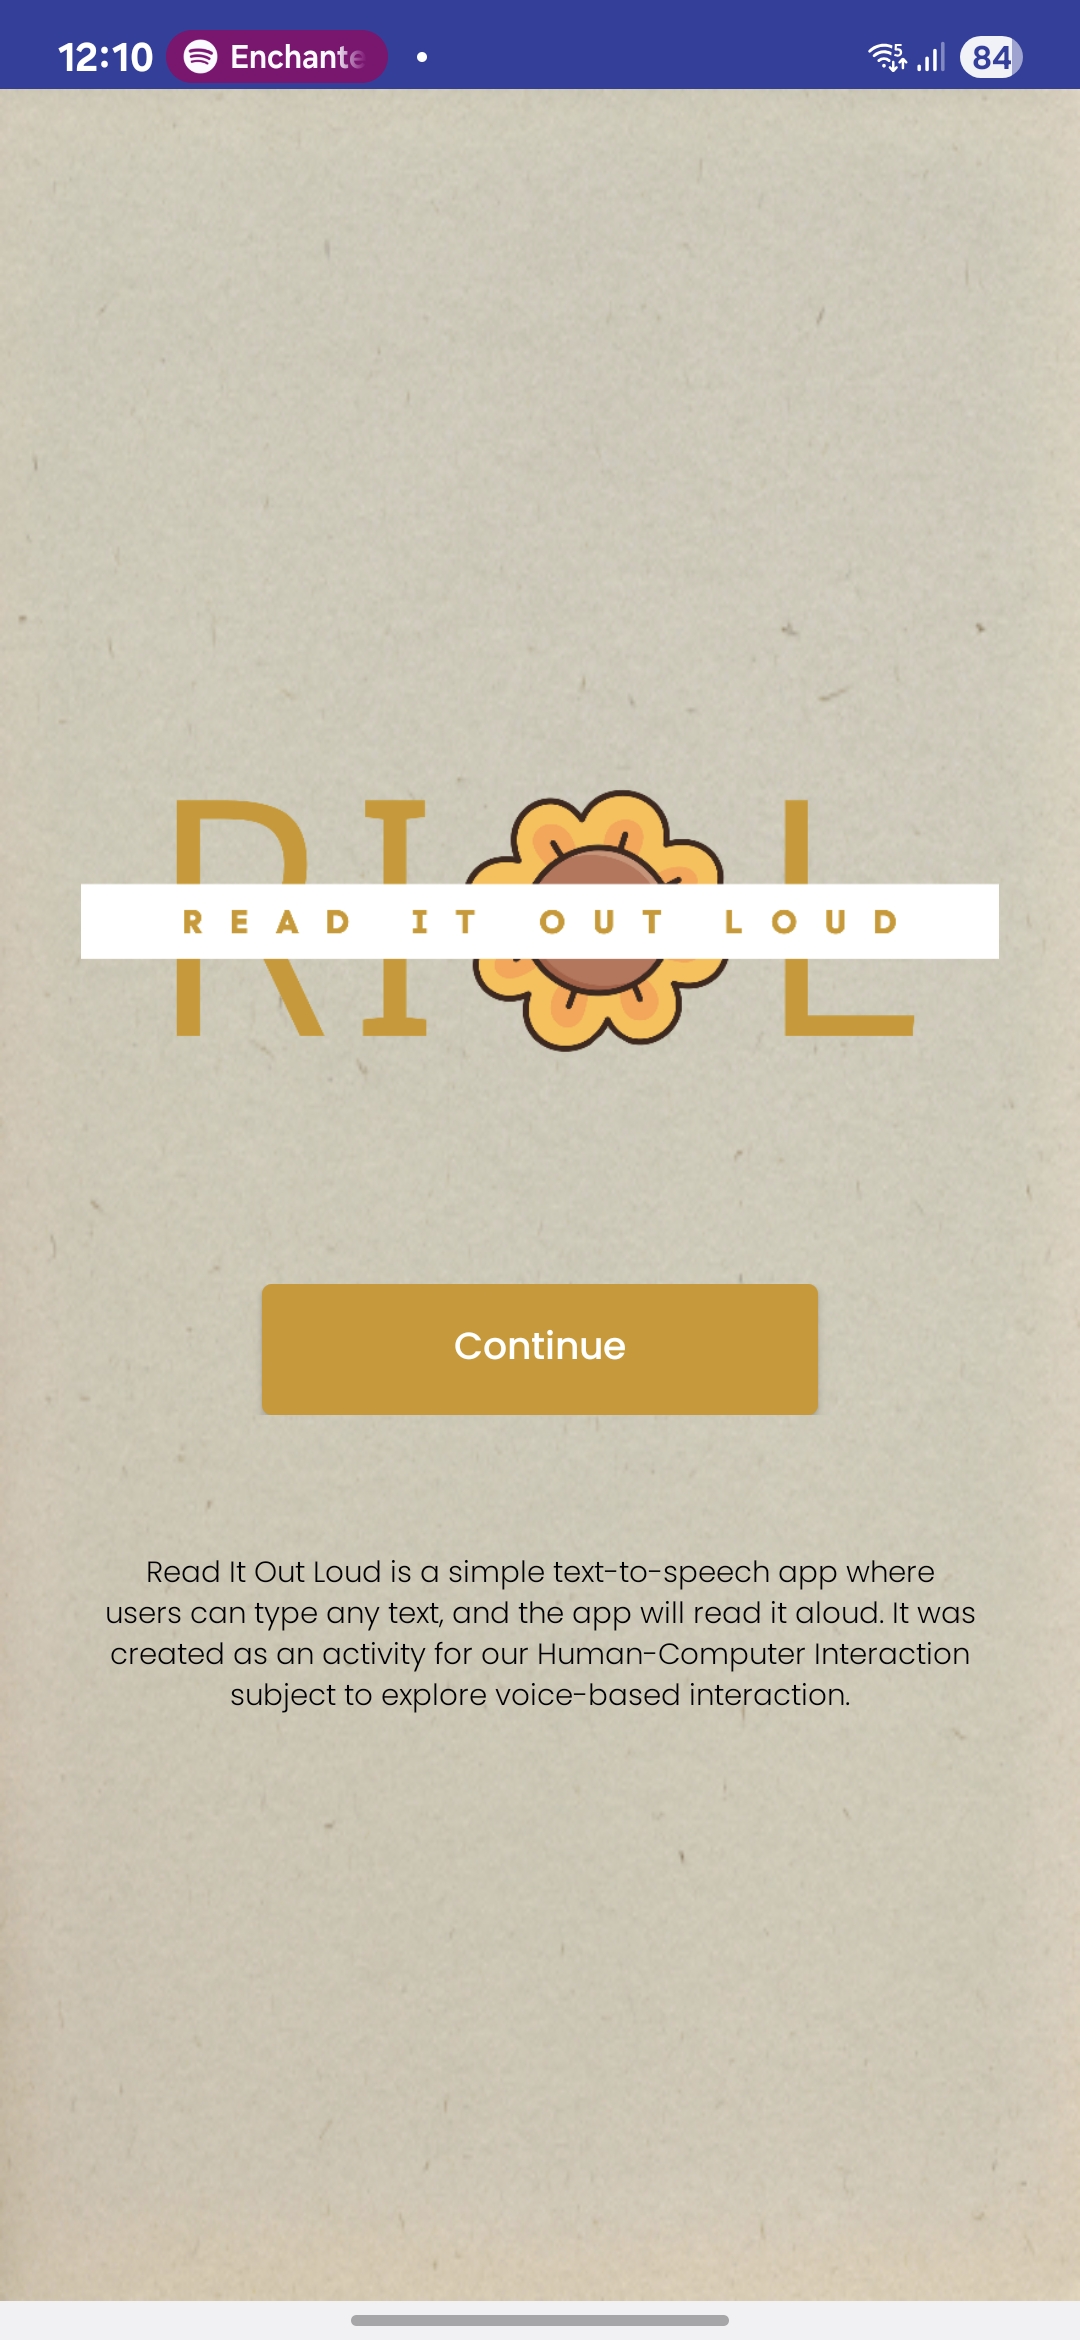 12:10 Enchante 5 84
RIOL
READ IT OUT LOUD
Continue
Read It Out Loud is a simple text-to-speech app where
users can type any text, and the app will read it aloud. It was
created as an activity for our Human-Computer Interaction
subject to explore voice-based interaction.